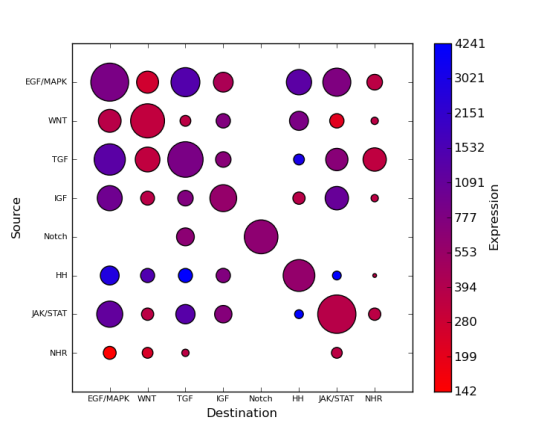 EGF/MAPK
WNT
TGF
IGF
Notch
HH
JAK/STAT
NHR
Source
EGF/MAPK WNT TGF IGF Notch HH JAK/STAT NHR
Destination
4241
3021
2151
1532
1091
777
553
394
280
199
142
Expression